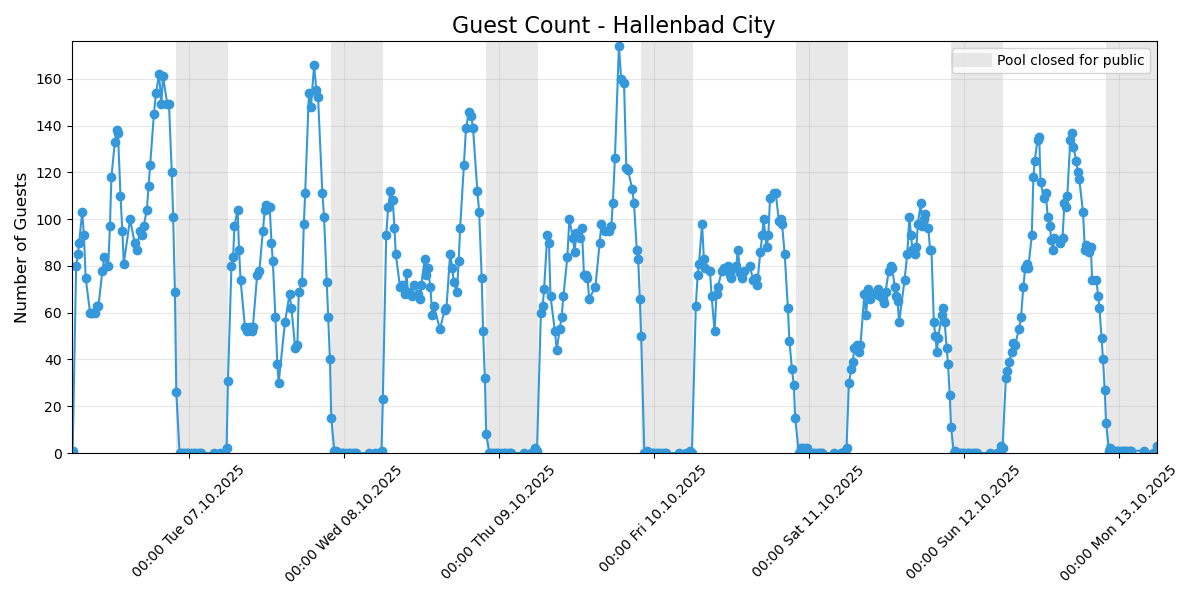 Guest Count - Hallenbad City
Pool closed for public
Number of Guests
160
140
120
100
80
60
40
20
0
00:00 Tue 07.10.2025
00:00 Wed 08.10.2025
00:00 Thu 09.10.2025
00:00 Fri 10.10.2025
00:00 Sat 11.10.2025
00:00 Sun 12.10.2025
00:00 Mon 13.10.2025